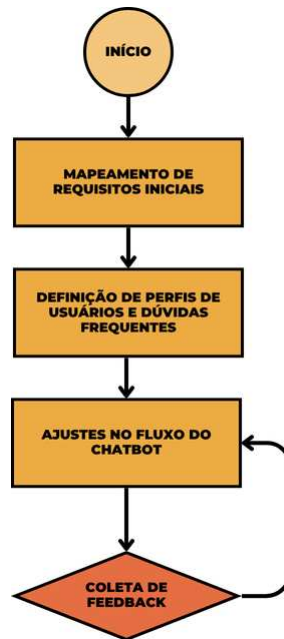 INÍCIO
MAPEAMENTO DE
REQUISITOS INICIAIS
DEFINIÇÃO DE PERFIS DE
USUÁRIOS E DÚVIDAS
FREQUENTES
AJUSTES NO FLUXO DO
CHATBOT
COLETA DE
FEEDBACK